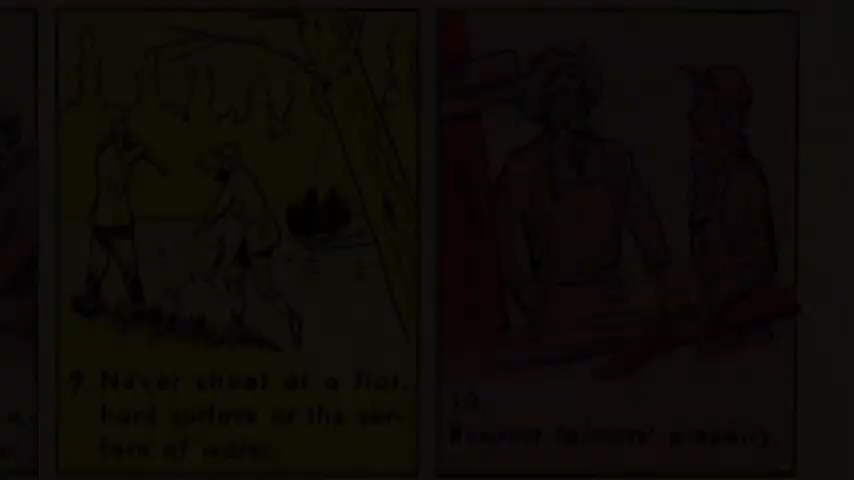 9. Never shoot at a flat,
hard surface or the sur-
face of water.
10.
Respect farmers' property.